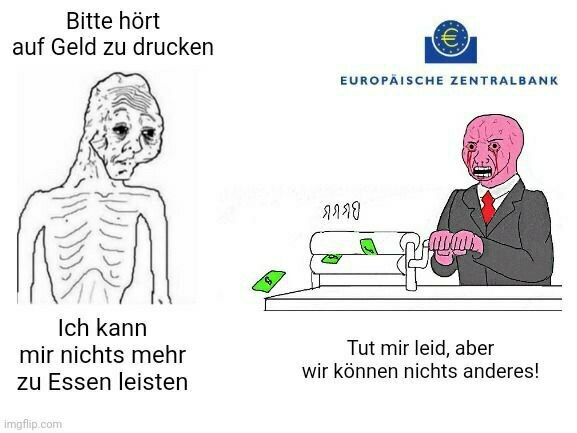 Bitte hört
auf Geld zu drucken
EUROPÄISCHE ZENTRALBANK
Ich kann
mir nichts mehr
zu Essen leisten
Tut mir leid, aber
wir können nichts anderes!
imgflip.com